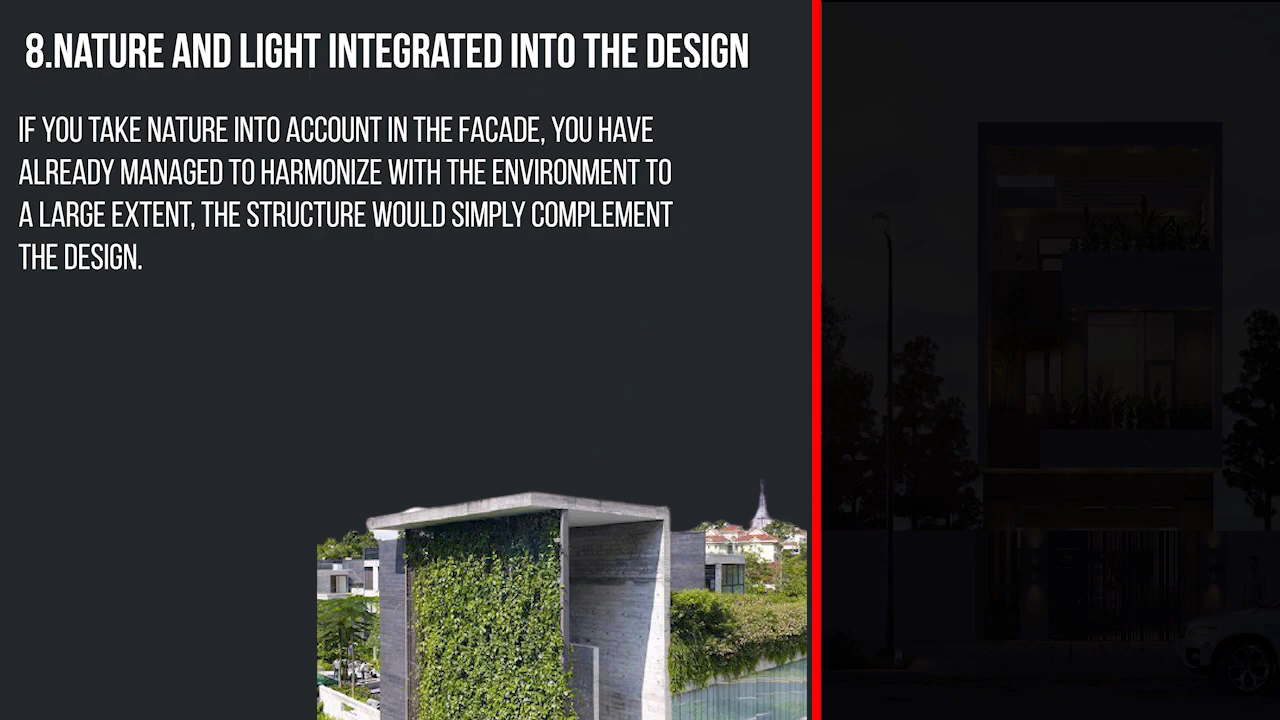 8.NATURE AND LIGHT INTEGRATED INTO THE DESIGN
IF YOU TAKE NATURE INTO ACCOUNT IN THE FACADE, YOU HAVE
ALREADY MANAGED TO HARMONIZE WITH THE ENVIRONMENT TO
A LARGE EXTENT, THE STRUCTURE WOULD SIMPLY COMPLEMENT
THE DESIGN.